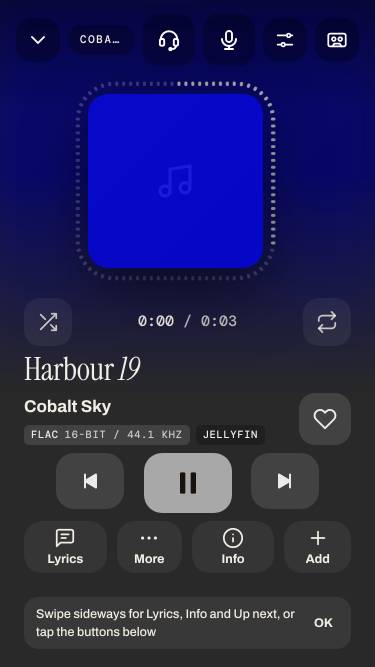 COBA…
0:00 / 0:03
Harbour 19
Cobalt Sky
FLAC 16-BIT / 44.1 KHZ JELLYFIN
Lyrics More Info Add
Swipe sideways for Lyrics, Info and Up next, or
tap the buttons below
OK